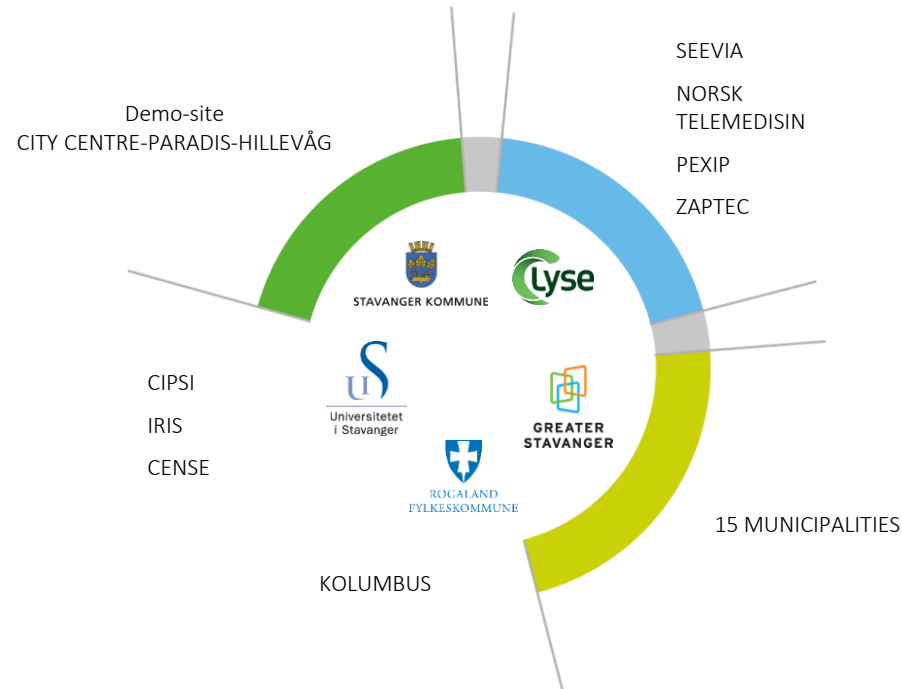 Demo-site
CITY CENTRE-PARADIS-HILLEVÅG
SEEVIA
NORSK
TELEMEDISIN
PEXIP
ZAPTEC
STAVANGER KOMMUNE
Lyse
CIPSI
IRIS
CENSE
US
Universitetet
i Stavanger
GREATER
STAVANGER
ROGALAND
FYLKESKOMMUNE
15 MUNICIPALITIES
KOLUMBUS